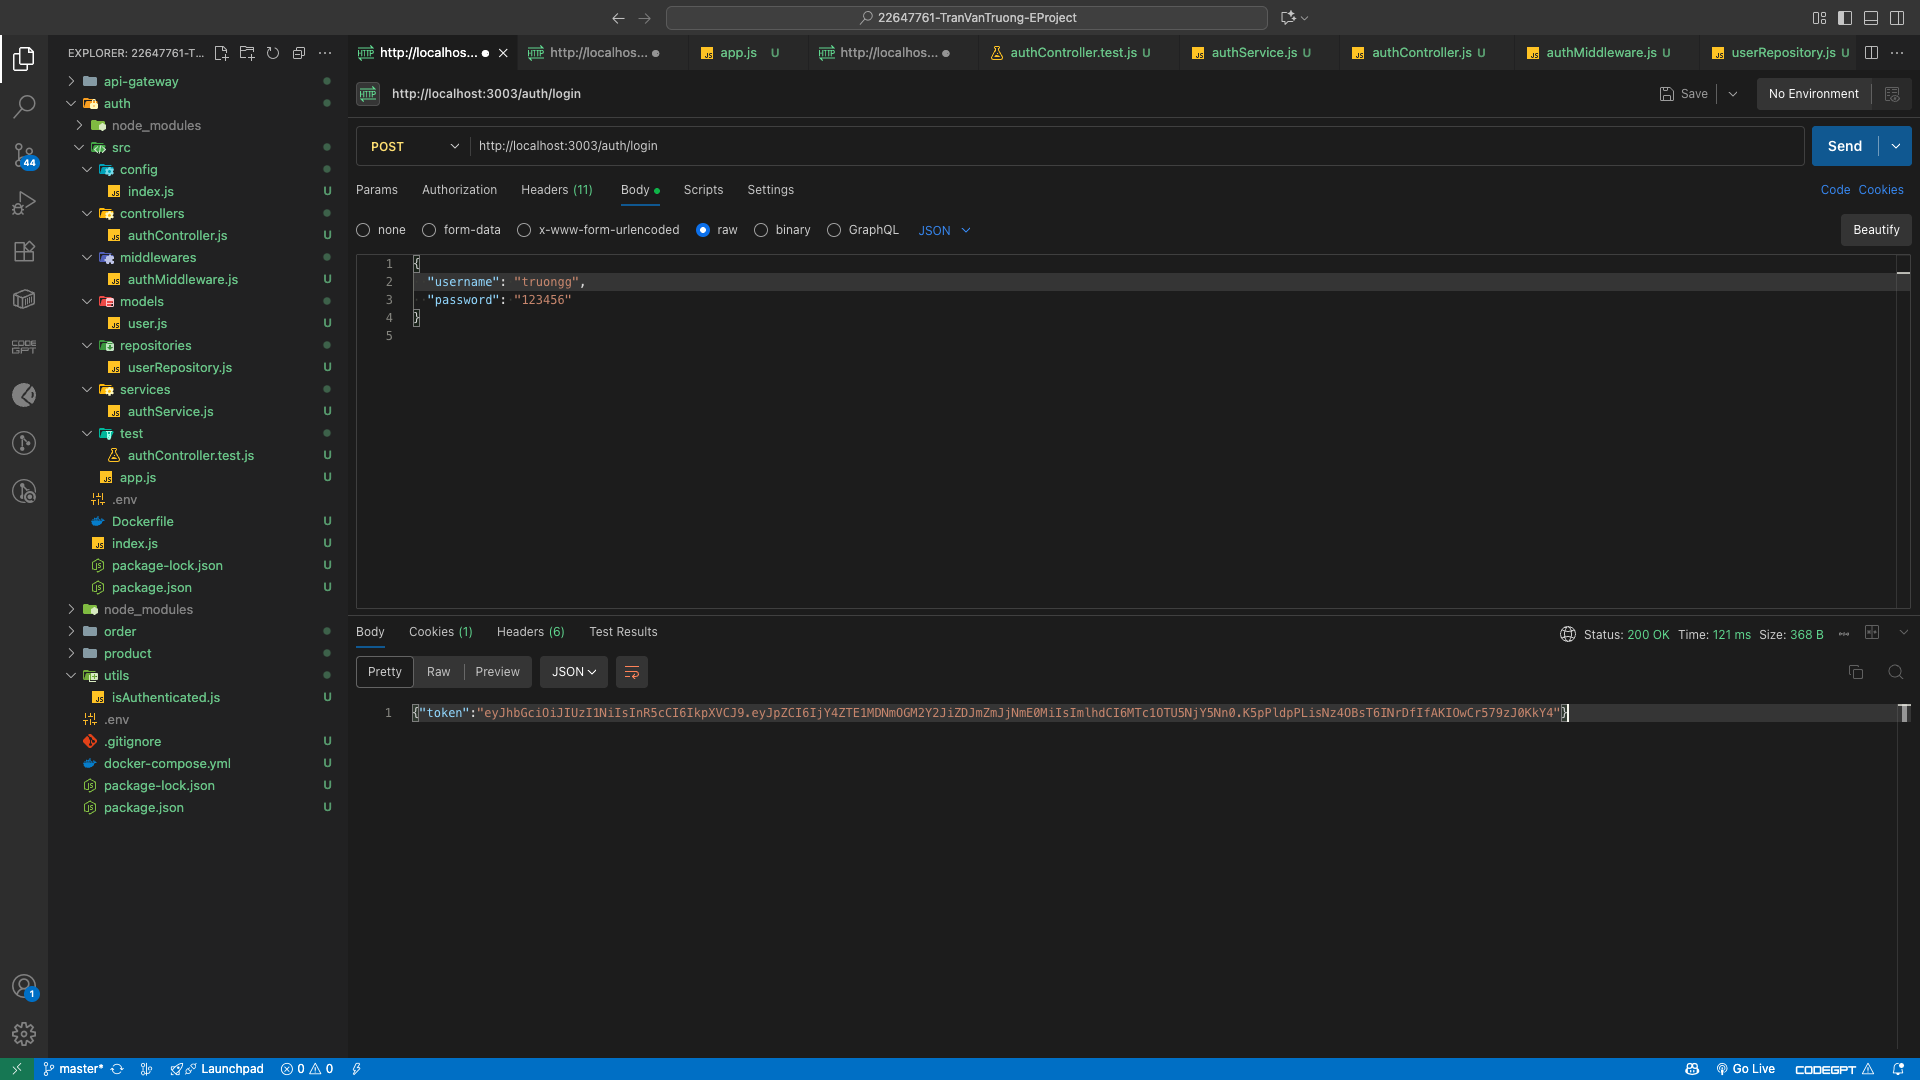 22647761-TranVanTruong-EProject
EXPLORER: 22647761-T...
api-gateway
auth
node_modules
src
config
index.js U
controllers
authController.js U
middlewares
authMiddleware.js U
models
user.js U
repositories
userRepository.js U
services
authService.js U
test
authController.test.js U
app.js U
.env
Dockerfile U
index.js U
package-lock.json U
package.json U
node_modules
order
product
utils
isAuthenticated.js U
.env
.gitignore U
docker-compose.yml U
package-lock.json U
package.json U
44
CODE
GPT
1
http://localhos... http://localhos... app.js U http://localhos... authController.test.js U authService.js U authController.js U authMiddleware.js U userRepository.js U
HTTP http://localhost:3003/auth/login Save No Environment
POST http://localhost:3003/auth/login Send
Params Authorization Headers (11) Body Scripts Settings Code Cookies
none form-data x-www-form-urlencoded raw binary GraphQL JSON Beautify
1 {
2 "username": "truongg",
3 "password": "123456"
4 }
5
Body Cookies (1) Headers (6) Test Results Status: 200 OK Time: 121 ms Size: 368 B
Pretty Raw Preview JSON
1 {"token":"eyJhbGciOiJIUzI1NiIsInR5cCI6IkpXVCJ9.eyJpZCI6IjY4ZTE1MDNmOGM2Y2JiZDJmZmJjNmE0MiIsImlhdCI6MTc1OTU5NjY5Nn0.K5pPldpPLisNz4OBsT6INrDfIfAKIOwCr579zJ0KkY4"}
master* Launchpad 0 0 Go Live CODEGPT